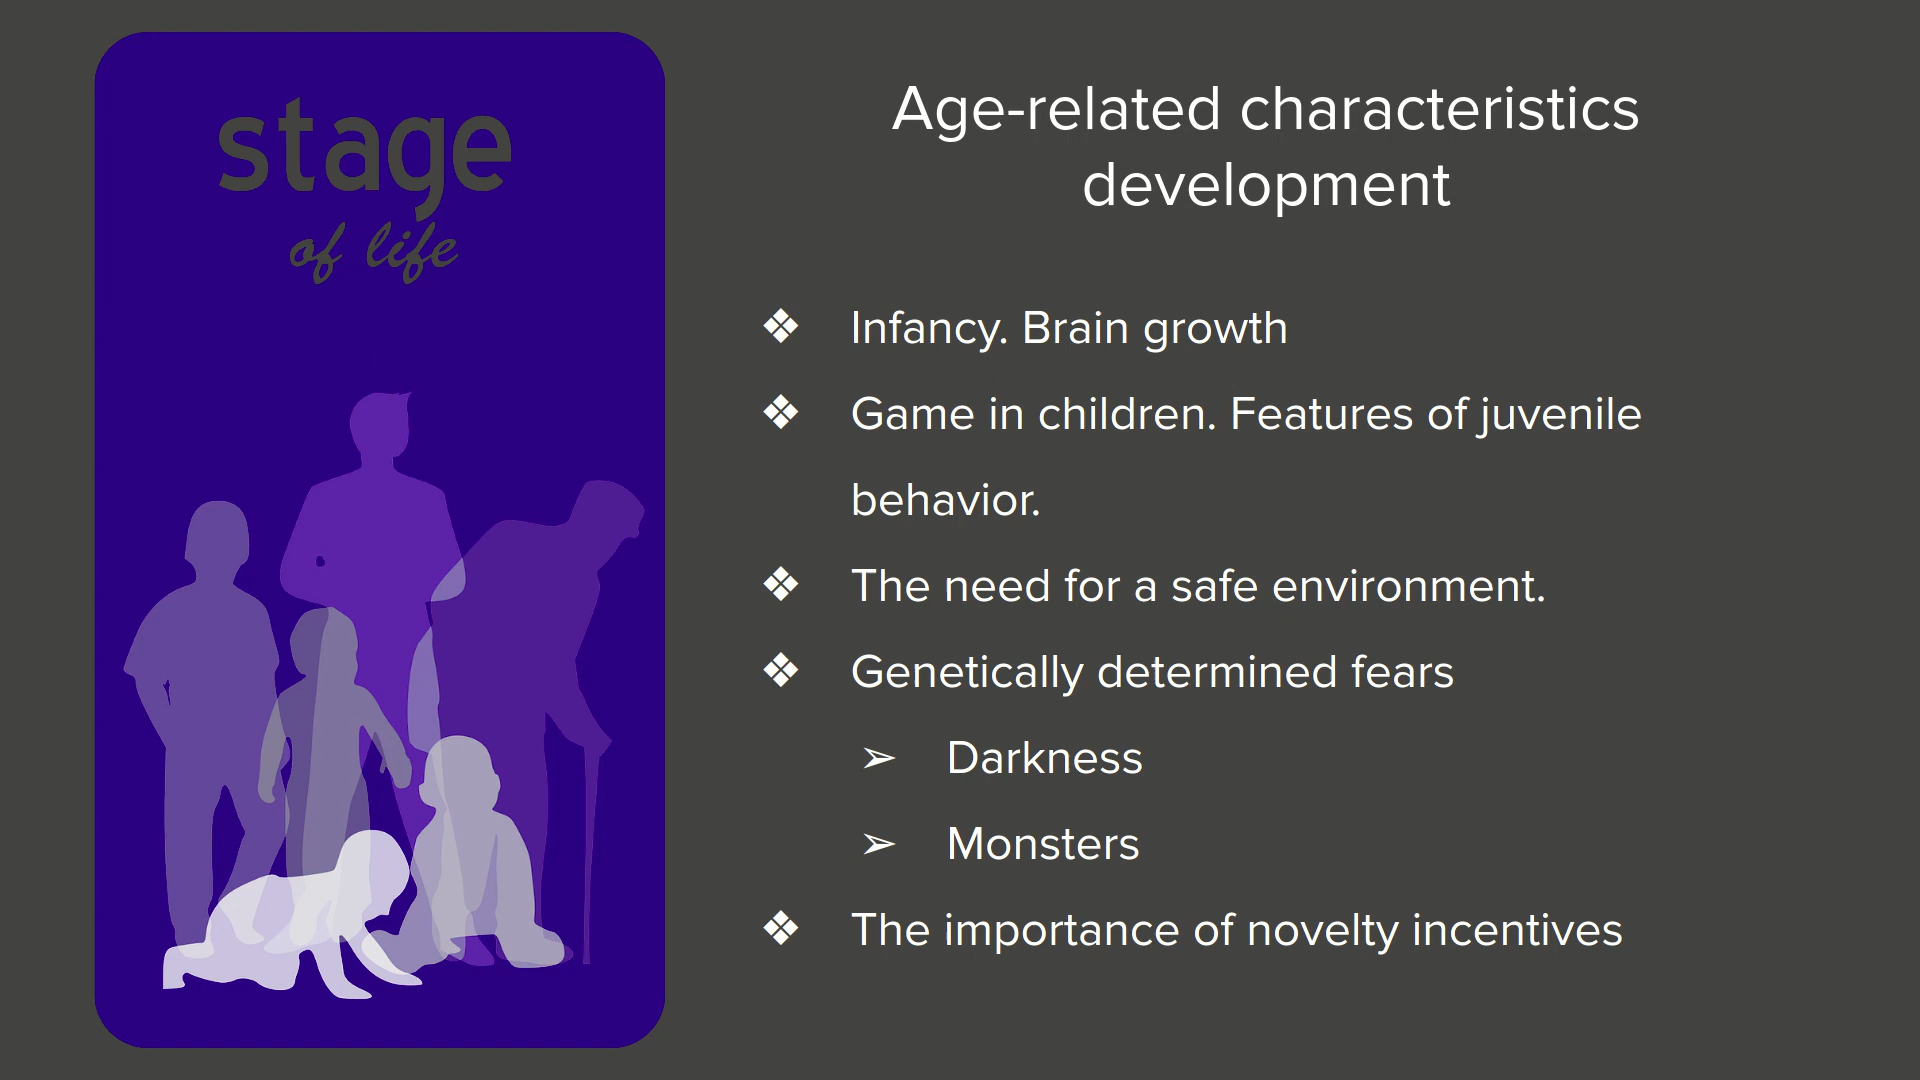 stage
of life
Age-related characteristics
development
❖ Infancy. Brain growth
❖ Game in children. Features of juvenile
behavior.
❖ The need for a safe environment.
❖ Genetically determined fears
➢ Darkness
➢ Monsters
❖ The importance of novelty incentives